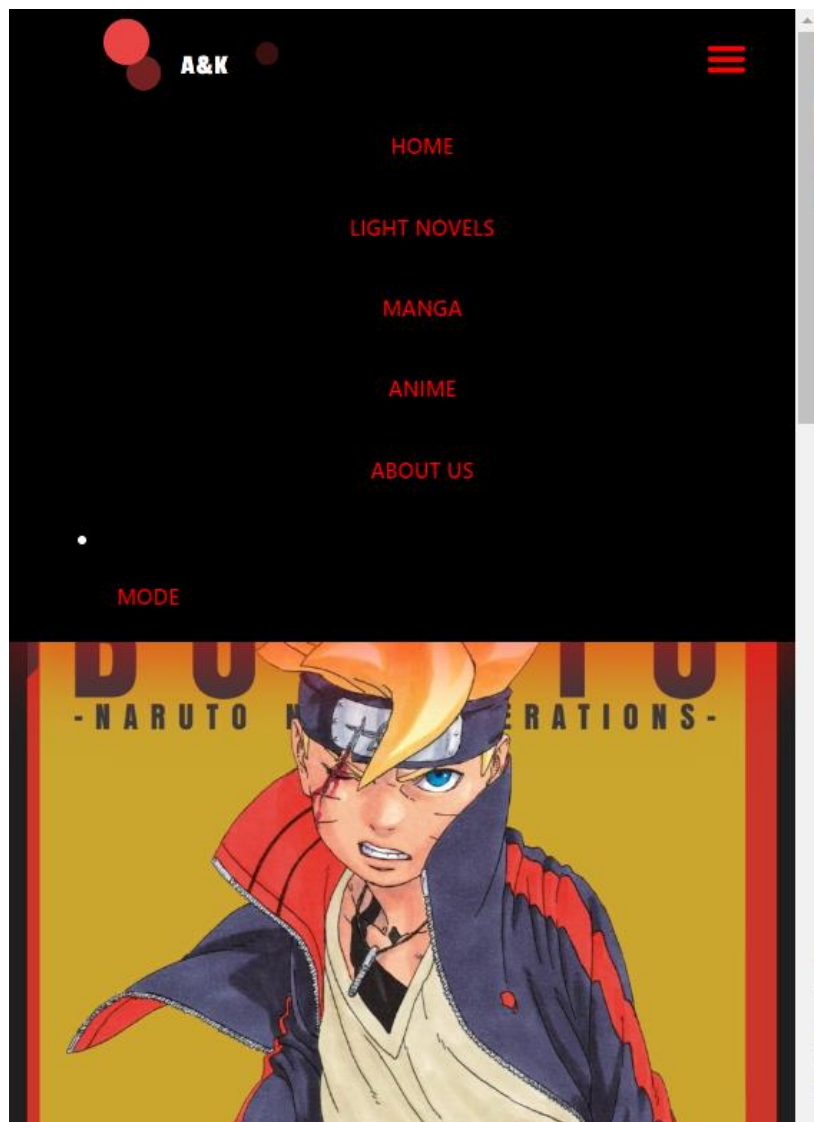 A&K
HOME
LIGHT NOVELS
MANGA
ANIME
ABOUT US
MODE
-NARUTO
ERATIONS-